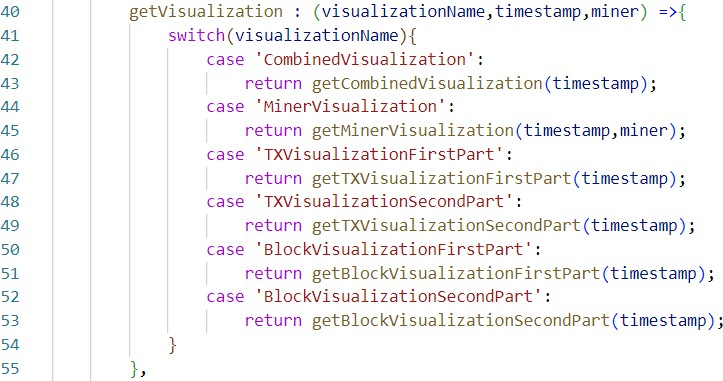 40 getVisualization : (visualizationName,timestamp,miner) =>{
41 switch(visualizationName){
42 case 'CombinedVisualization':
43 return getCombinedVisualization(timestamp);
44 case 'MinerVisualization':
45 return getMinerVisualization(timestamp,miner);
46 case 'TXVisualizationFirstPart':
47 return getTXVisualizationFirstPart(timestamp);
48 case 'TXVisualizationSecondPart':
49 return getTXVisualizationSecondPart(timestamp);
50 case 'BlockVisualizationFirstPart':
51 return getBlockVisualizationFirstPart(timestamp);
52 case 'BlockVisualizationSecondPart':
53 return getBlockVisualizationSecondPart(timestamp);
54 }
55 },